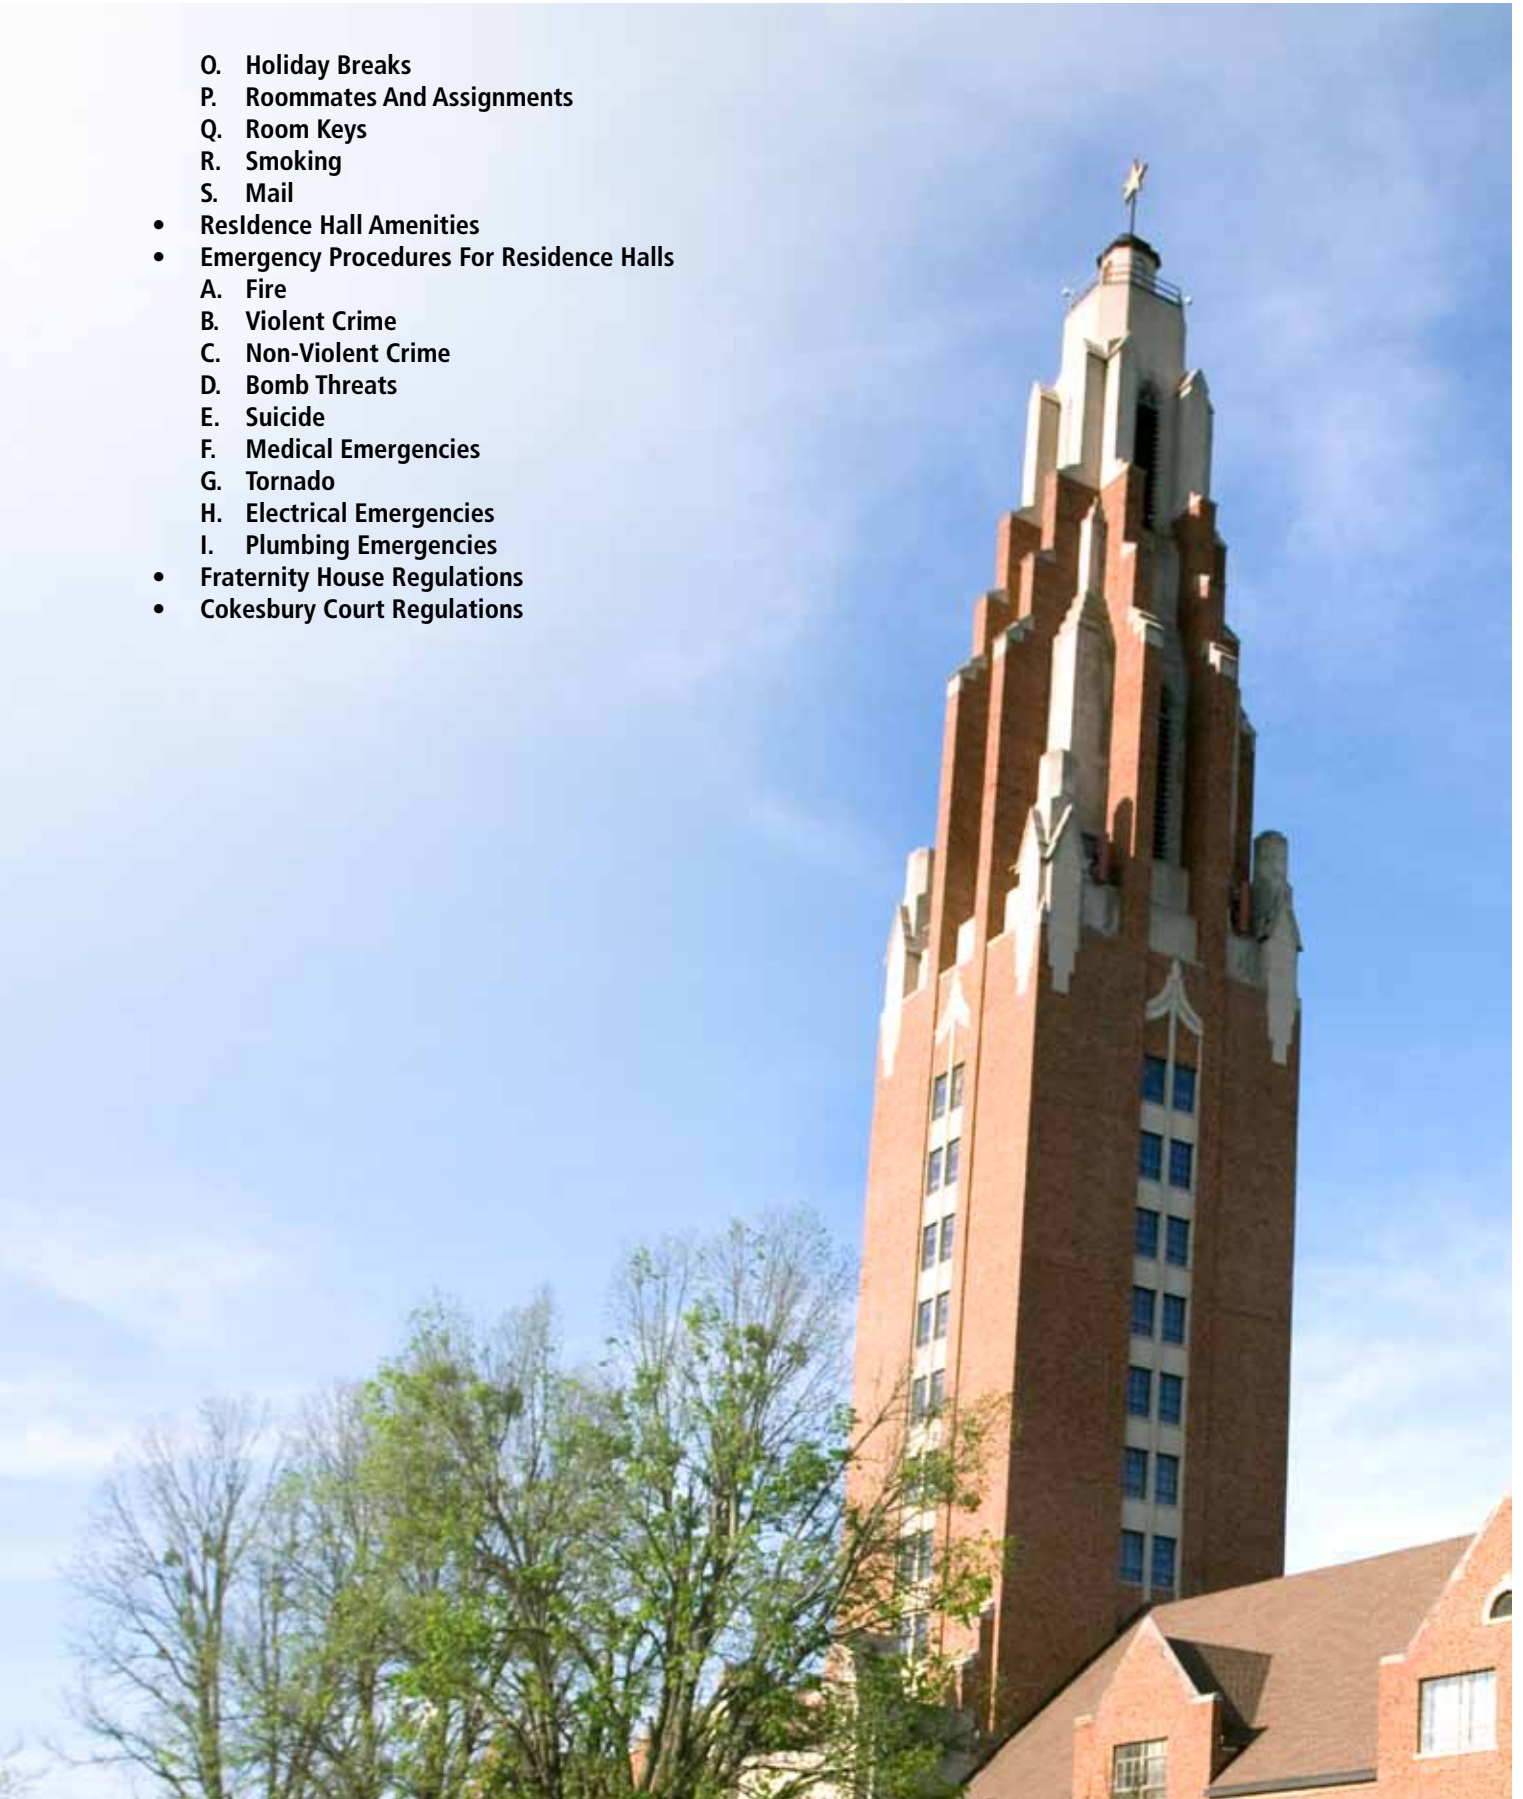 O. Holiday Breaks
P. Roommates And Assignments
Q. Room Keys
R. Smoking
S. Mail
• ResIdence Hall Amenities
• Emergency Procedures For Residence Halls
A. Fire
B. Violent Crime
C. Non-Violent Crime
D. Bomb Threats
E. Suicide
F. Medical Emergencies
G. Tornado
H. Electrical Emergencies
I. Plumbing Emergencies
• Fraternity House Regulations
• Cokesbury Court Regulations